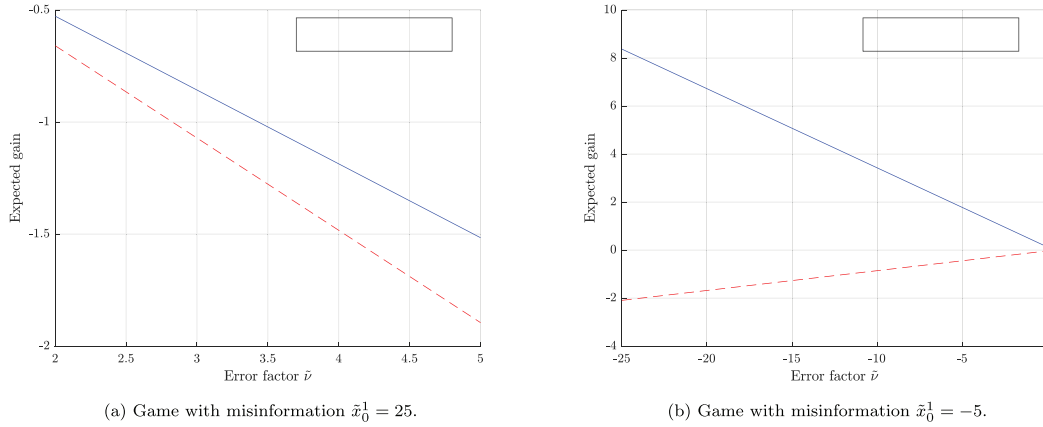 -0.5
-1
-1.5
-2
Expected gain
2 2.5 3 3.5 4 4.5 5
Error factor ν̃
(a) Game with misinformation x̃₀¹ = 25.
10
8
6
4
2
0
-2
-4
Expected gain
-25 -20 -15 -10 -5 0
Error factor ν̃
(b) Game with misinformation x̃₀¹ = −5.